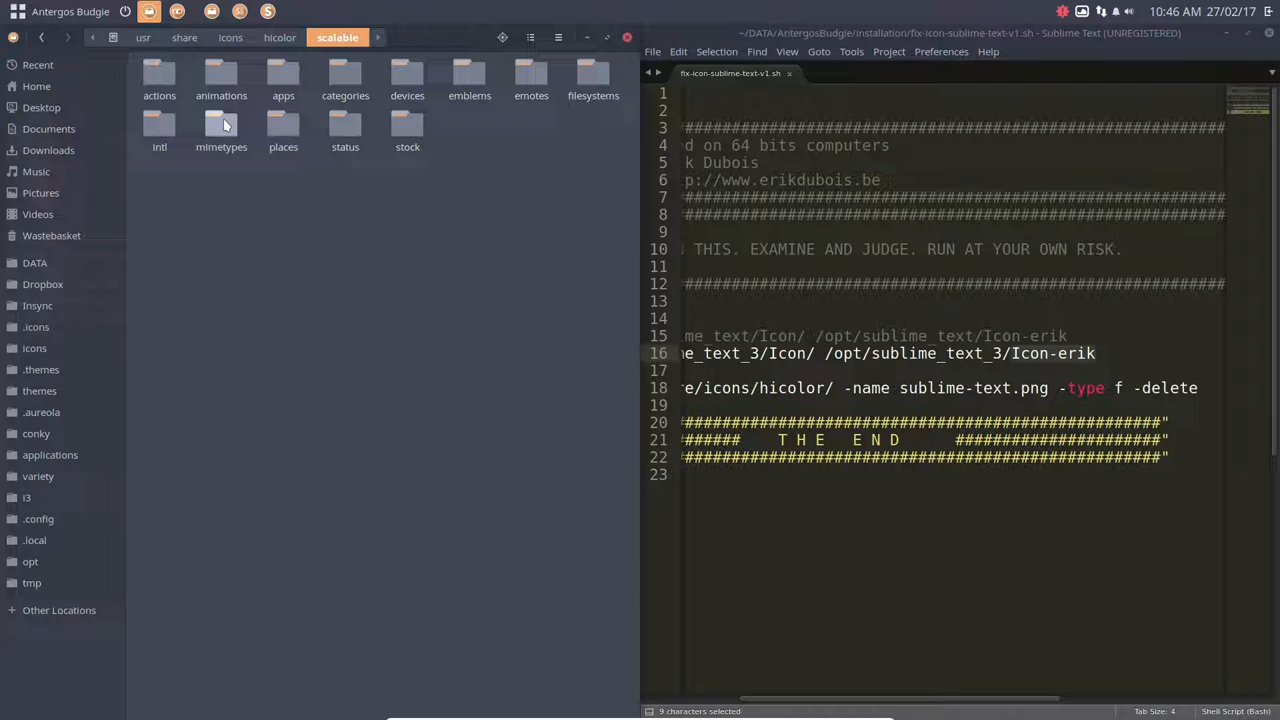 Antergos Budgie
10:46 AM 27/02/17
usr
icons
hicolor
scalable
Recent
Home
Desktop
Documents
Downloads
Music
Pictures
Videos
Wastebasket
DATA
Dropbox
Insync
.icons
icons
.themes
themes
.aureola
conky
applications
variety
i3
.config
.local
opt
tmp
+ Other Locations
actions animations apps categories devices emblems emotes filesystems
intl mimetypes places status stock
~/DATA/AntergosBudgie/installation/fix-icon-sublime-text-v1.sh - Sublime Text (UNREGISTERED)
File Edit Selection Find View Goto Tools Project Preferences Help
fix-icon-sublime-text-v1.sh
1
2
3 ################################################################
4 ed on 64 bits computers
5 k Dubois
6 p://www.erikdubois.be
7 ################################################################
8 ################################################################
9
10 THIS. EXAMINE AND JUDGE. RUN AT YOUR OWN RISK.
11
12 ################################################################
13
14
15 me_text/Icon/ /opt/sublime_text/Icon-erik
16 e_text_3/Icon/ /opt/sublime_text_3/Icon-erik
17
18 re/icons/hicolor/ -name sublime-text.png -type f -delete
19
20 #########################################################"
21 ####### T H E E N D ####################"
22 #########################################################"
23
9 characters selected
Tab Size: 4
Shell Script (Bash)